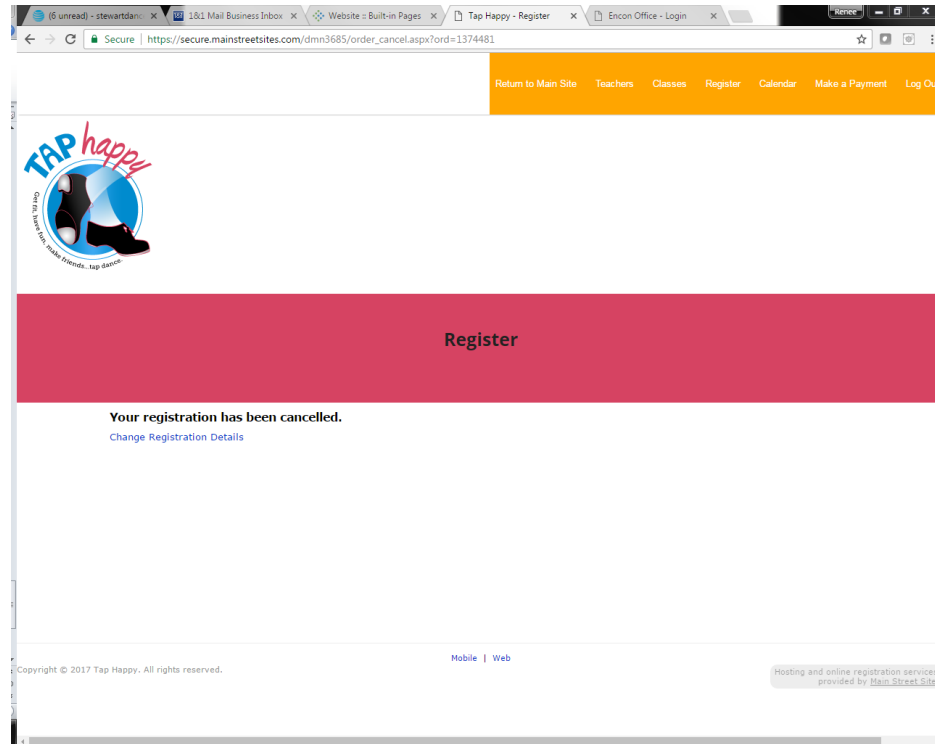 (6 unread) - stewartdanc
1&1 Mail Business Inbox
Website :: Built-in Pages
Tap Happy - Register
Encon Office - Login
Renee
Secure | https://secure.mainstreetsites.com/dmn3685/order_cancel.aspx?ord=1374481
Return to Main Site Teachers Classes Register Calendar Make a Payment Log Ou
TAP happy
Get fit, have fun, make friends...tap dance.
Register
Your registration has been cancelled.
Change Registration Details
Mobile | Web
Copyright © 2017 Tap Happy. All rights reserved.
Hosting and online registration services
provided by Main Street Site